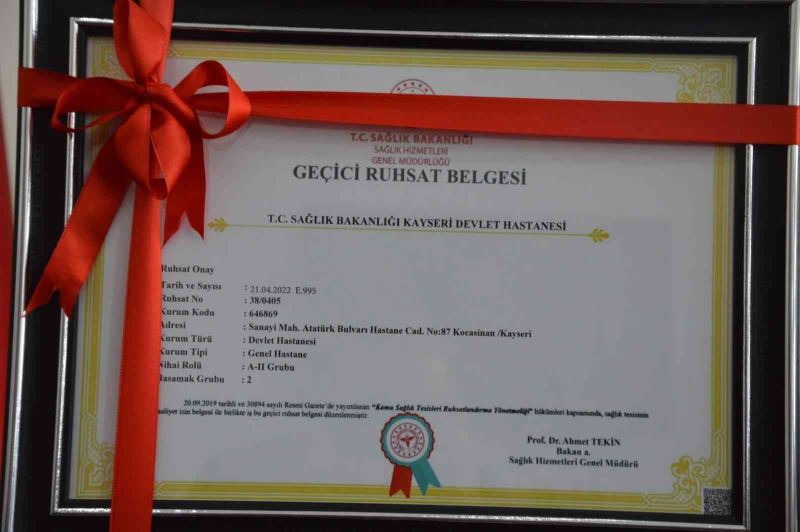 T.C. SAĞLIK BAKANLIĞI
SAĞLIK HİZMETLERİ
GENEL MÜDÜRLÜĞÜ
GEÇİCİ RUHSAT BELGESİ
T.C. SAĞLIK BAKANLIĞI KAYSERİ DEVLET HASTANESİ
Ruhsat Onay
Tarih ve Sayısı : 21.04.2022 E.995
Ruhsat No : 38/0405
Kurum Kodu : 646869
Adresi : Sanayi Mah. Atatürk Bulvarı Hastane Cad. No:87 Kocasinan /Kayseri
Kurum Türü : Devlet Hastanesi
Kurum Tipi : Genel Hastane
Nihai Rolü : A-II Grubu
Basamak Grubu : 2
20.09.2019 tarihli ve 30894 sayılı Resmi Gazete'de yayımlanan "Kamu Sağlık Tesisleri Ruhsatlandırma Yönetmeliği" hükümleri kapsamında, sağlık tesisinin
faaliyet izin belgesi ile birlikte iş bu geçici ruhsat belgesi düzenlenmiştir.
Prof. Dr. Ahmet TEKİN
Bakan a.
Sağlık Hizmetleri Genel Müdürü